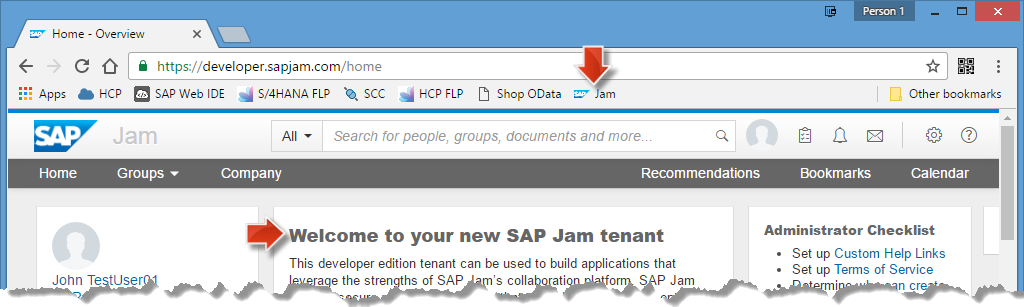 Person 1
Home - Overview
https://developer.sapjam.com/home
Apps HCP SAP Web IDE S/4HANA FLP SCC HCP FLP Shop OData Jam Other bookmarks
SAP Jam All Search for people, groups, documents and more...
Home Groups Company Recommendations Bookmarks Calendar
Welcome to your new SAP Jam tenant
This developer edition tenant can be used to build applications that
leverage the strengths of SAP Jam's collaboration platform. SAP Jam
John TestUser01
Administrator Checklist
Set up Custom Help Links
Set up Terms of Service
Determine who can create